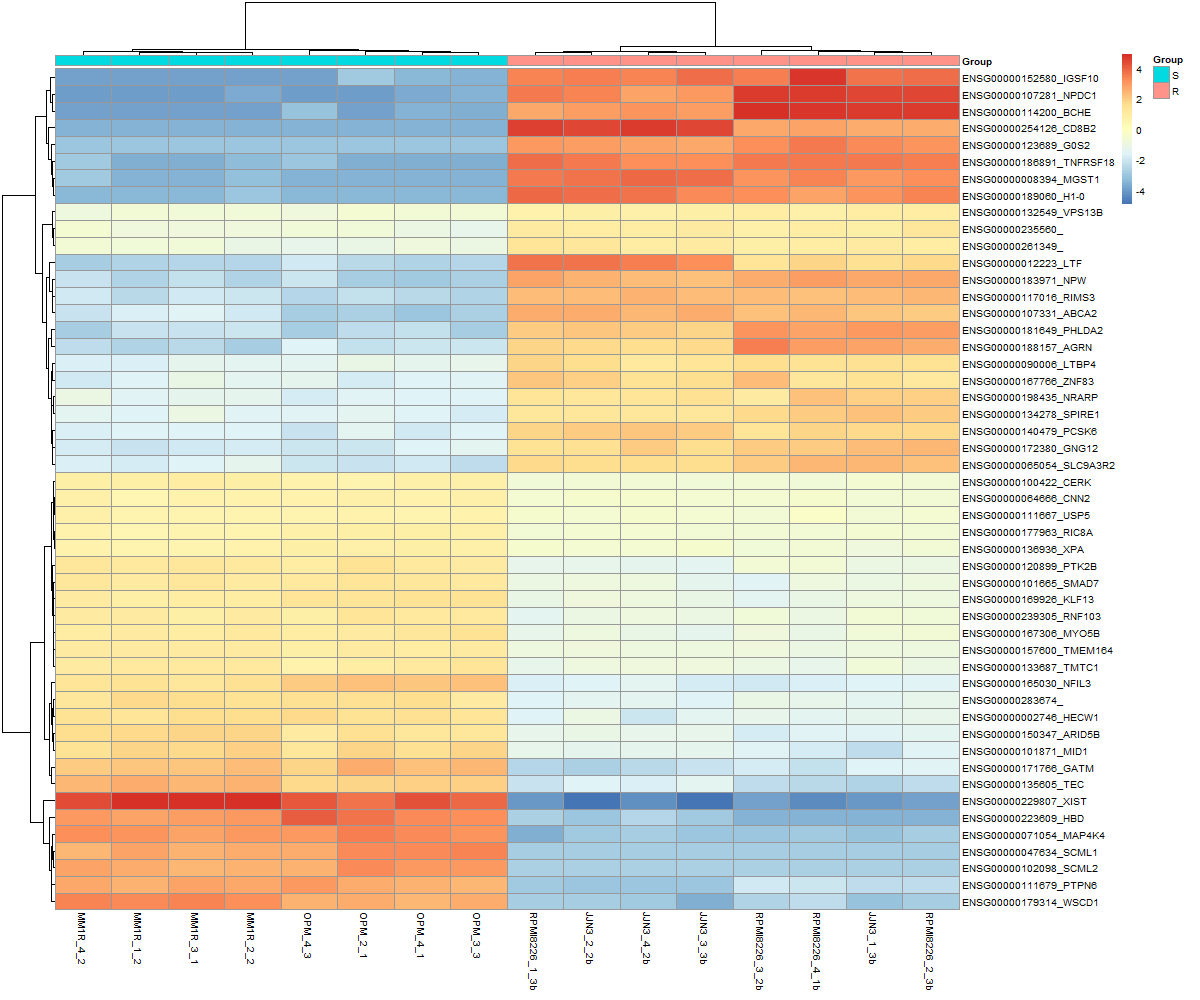 Group
ENSG00000152580_IGSF10
ENSG00000107281_NPDC1
ENSG00000114200_BCHE
ENSG00000254126_CD8B2
ENSG00000123689_G0S2
ENSG00000186891_TNFRSF18
ENSG00000008394_MGST1
ENSG00000189060_H1-0
ENSG00000132549_VPS13B
ENSG00000235560_
ENSG00000261349_
ENSG00000012223_LTF
ENSG00000183971_NPW
ENSG00000117016_RIMS3
ENSG00000107331_ABCA2
ENSG00000181649_PHLDA2
ENSG00000188157_AGRN
ENSG00000090006_LTBP4
ENSG00000167766_ZNF83
ENSG00000198435_NRARP
ENSG00000134278_SPIRE1
ENSG00000140479_PCSK6
ENSG00000172380_GNG12
ENSG00000065054_SLC9A3R2
ENSG00000100422_CERK
ENSG00000064666_CNN2
ENSG00000111667_USP5
ENSG00000177963_RIC8A
ENSG00000136936_XPA
ENSG00000120899_PTK2B
ENSG00000101665_SMAD7
ENSG00000169926_KLF13
ENSG00000239305_RNF103
ENSG00000167306_MYO5B
ENSG00000157600_TMEM164
ENSG00000133687_TMTC1
ENSG00000165030_NFIL3
ENSG00000283674_
ENSG00000002746_HECW1
ENSG00000150347_ARID5B
ENSG00000101871_MID1
ENSG00000171766_GATM
ENSG00000135605_TEC
ENSG00000229807_XIST
ENSG00000223609_HBD
ENSG00000071054_MAP4K4
ENSG00000047634_SCML1
ENSG00000102098_SCML2
ENSG00000111679_PTPN6
ENSG00000179314_WSCD1
MM1R_4_2
MM1R_1_2
MM1R_3_1
MM1R_2_2
OPM_4_3
OPM_2_1
OPM_4_1
OPM_3_3
RPMI8226_1_3b
JJN3_2_2b
JJN3_4_2b
JJN3_3_3b
RPMI8226_3_2b
RPMI8226_4_1b
JJN3_1_3b
RPMI8226_2_3b
4
2
0
-2
-4
Group
S
R